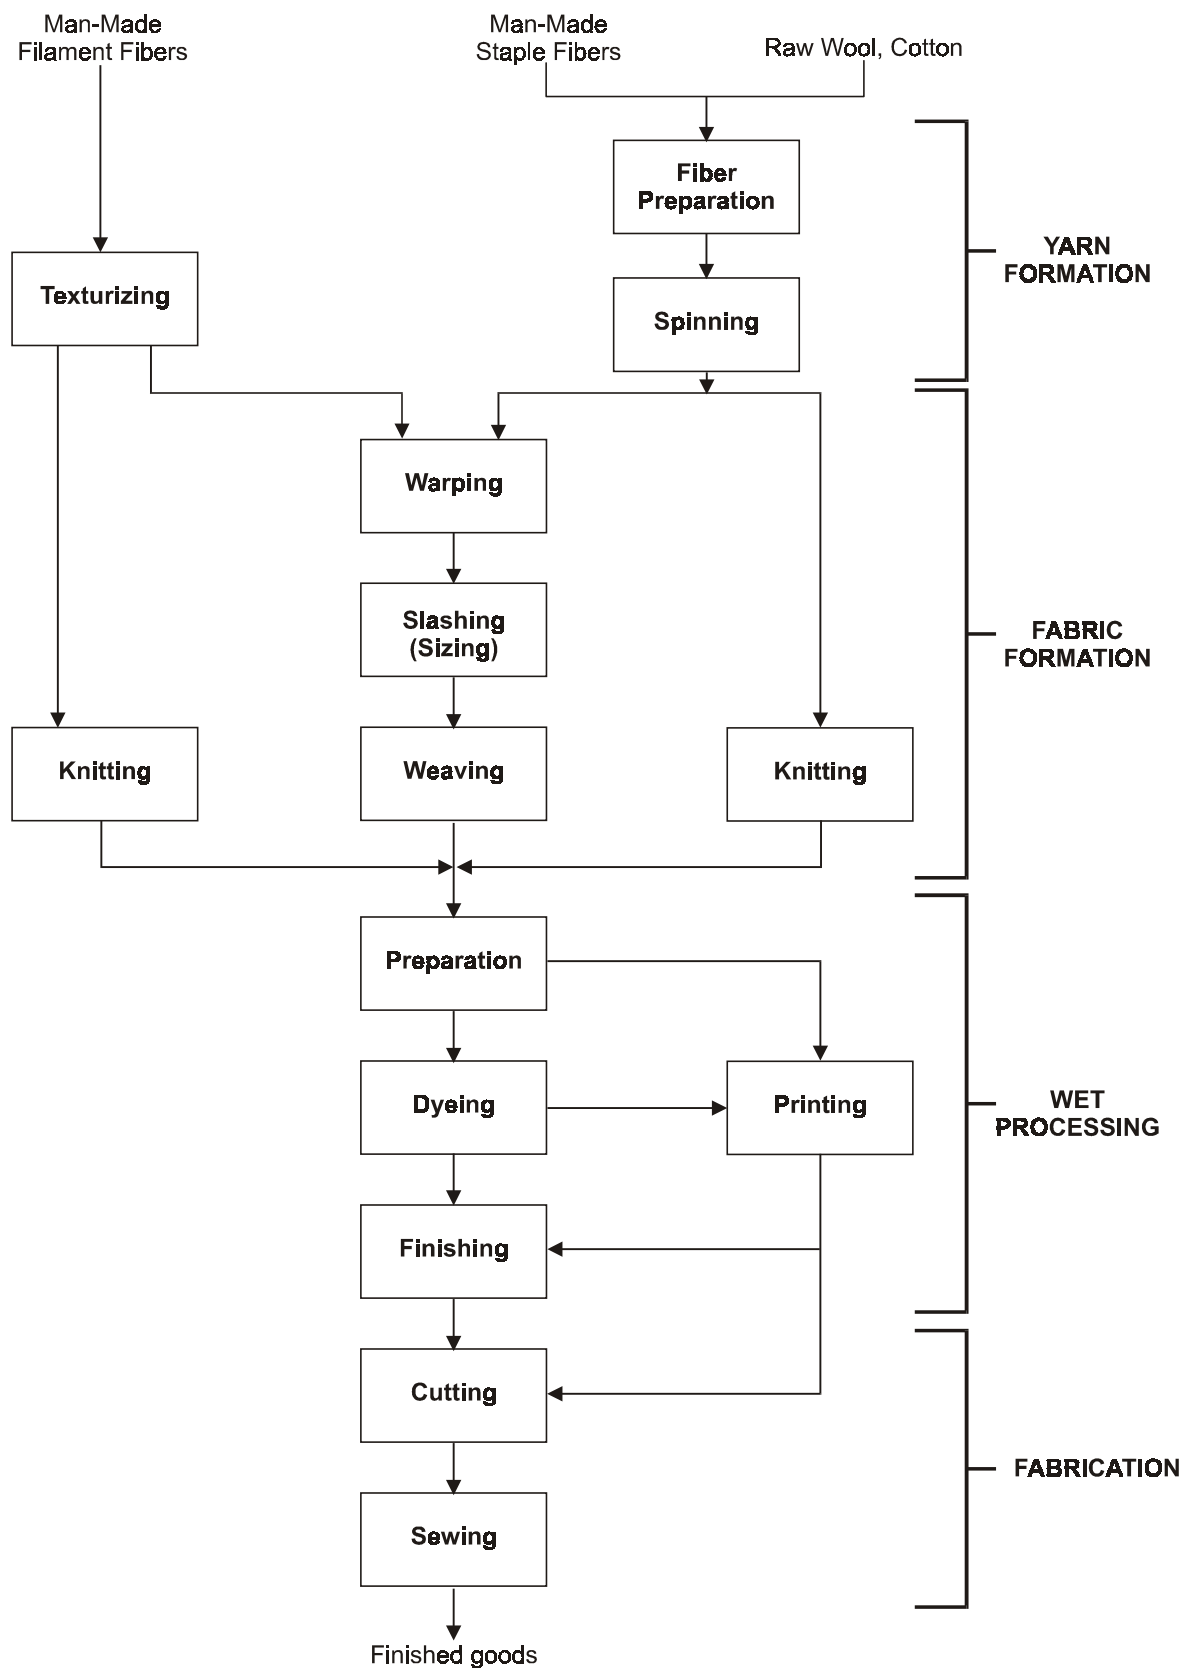 Man-Made
Filament Fibers
Man-Made
Staple Fibers
Raw Wool, Cotton
Fiber
Preparation
YARN
FORMATION
Texturizing
Spinning
Warping
Slashing
(Sizing)
FABRIC
FORMATION
Knitting
Weaving
Knitting
Preparation
Dyeing
Printing
WET
PROCESSING
Finishing
Cutting
FABRICATION
Sewing
Finished goods